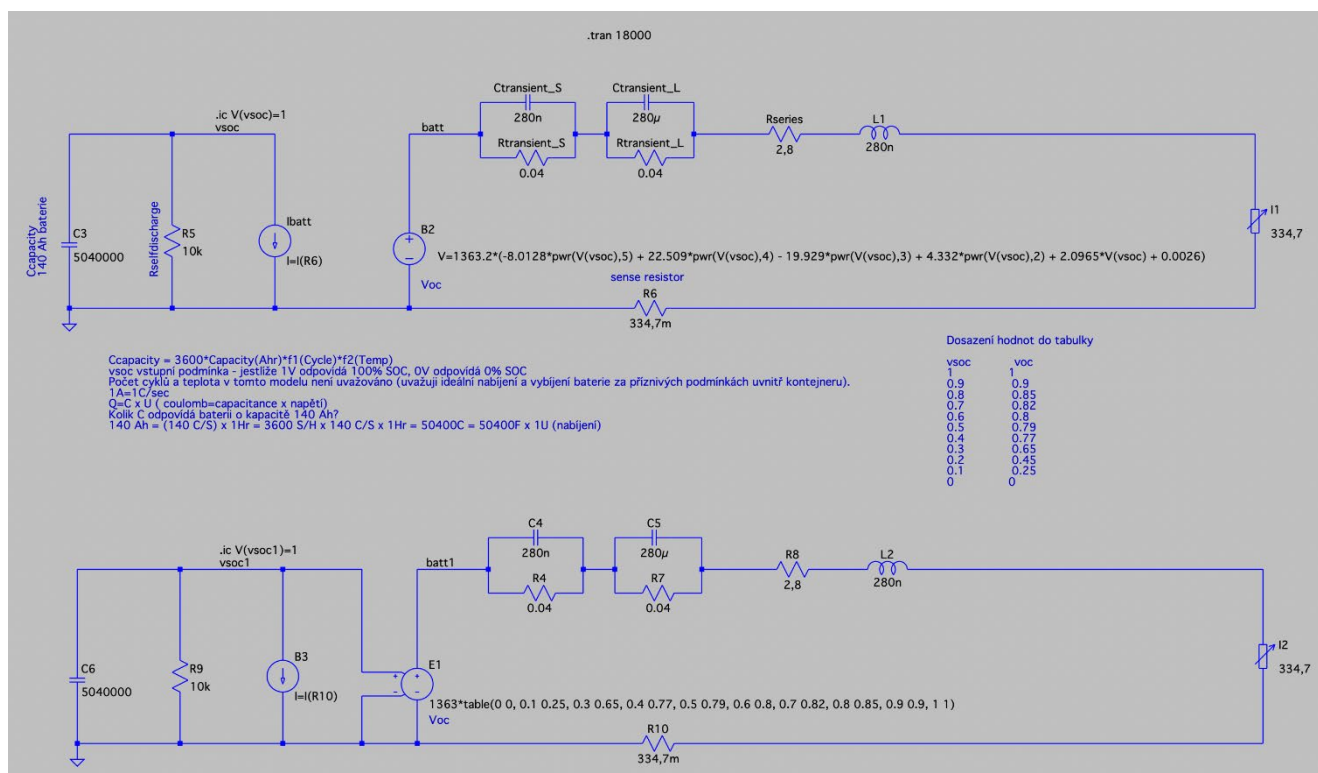 .tran 18000
Ctransient_S
Ctransient_L
.ic V(vsoc)=1
280n
280µ
Rseries
L1
vsoc
batt
Rtransient_S
Rtransient_L
2,8
280n
0.04
0.04
Ccapacity
140 Ah baterie
C3
5040000
Rselfdischarge
R5
10k
Ibatt
I=I(R6)
B2
I1
334,7
V=1363.2*(-8.0128*pwr(V(vsoc),5) + 22.509*pwr(V(vsoc),4) - 19.929*pwr(V(vsoc),3) + 4.332*pwr(V(vsoc),2) + 2.0965*V(vsoc) + 0.0026)
Voc
sense resistor
R6
334,7m
Ccapacity = 3600*Capacity(Ahr)*f1(Cycle)*f2(Temp)
vsoc vstupní podmínka - jestliže 1V odpovídá 100% SOC, 0V odpovídá 0% SOC
Počet cyklů a teplota v tomto modelu není uvažováno (uvažuji ideální nabíjení a vybíjení baterie za příznivých podmínkách uvnitř kontejneru).
1A=1C/sec
Q=C x U ( coulomb=capacitance x napětí)
Kolik C odpovídá baterii o kapacitě 140 Ah?
140 Ah = (140 C/S) x 1Hr = 3600 S/H x 140 C/S x 1Hr = 50400C = 50400F x 1U (nabíjení)
Dosazení hodnot do tabulky
vsoc voc
1 1
0.9 0.9
0.8 0.85
0.7 0.82
0.6 0.8
0.5 0.79
0.4 0.77
0.3 0.65
0.2 0.45
0.1 0.25
0 0
C4
C5
.ic V(vsoc1)=1
280n
280µ
R8
L2
vsoc1
batt1
R4
R7
2,8
280n
0.04
0.04
C6
5040000
R9
10k
B3
I=I(R10)
E1
I2
334,7
1363*table(0 0, 0.1 0.25, 0.3 0.65, 0.4 0.77, 0.5 0.79, 0.6 0.8, 0.7 0.82, 0.8 0.85, 0.9 0.9, 1 1)
Voc
R10
334,7m